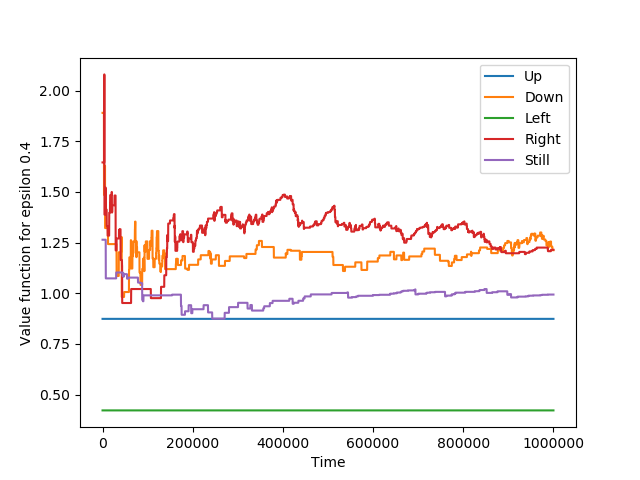 Value function for epsilon 0.4
2.00
1.75
1.50
1.25
1.00
0.75
0.50
Up
Down
Left
Right
Still
0 200000 400000 600000 800000 1000000
Time